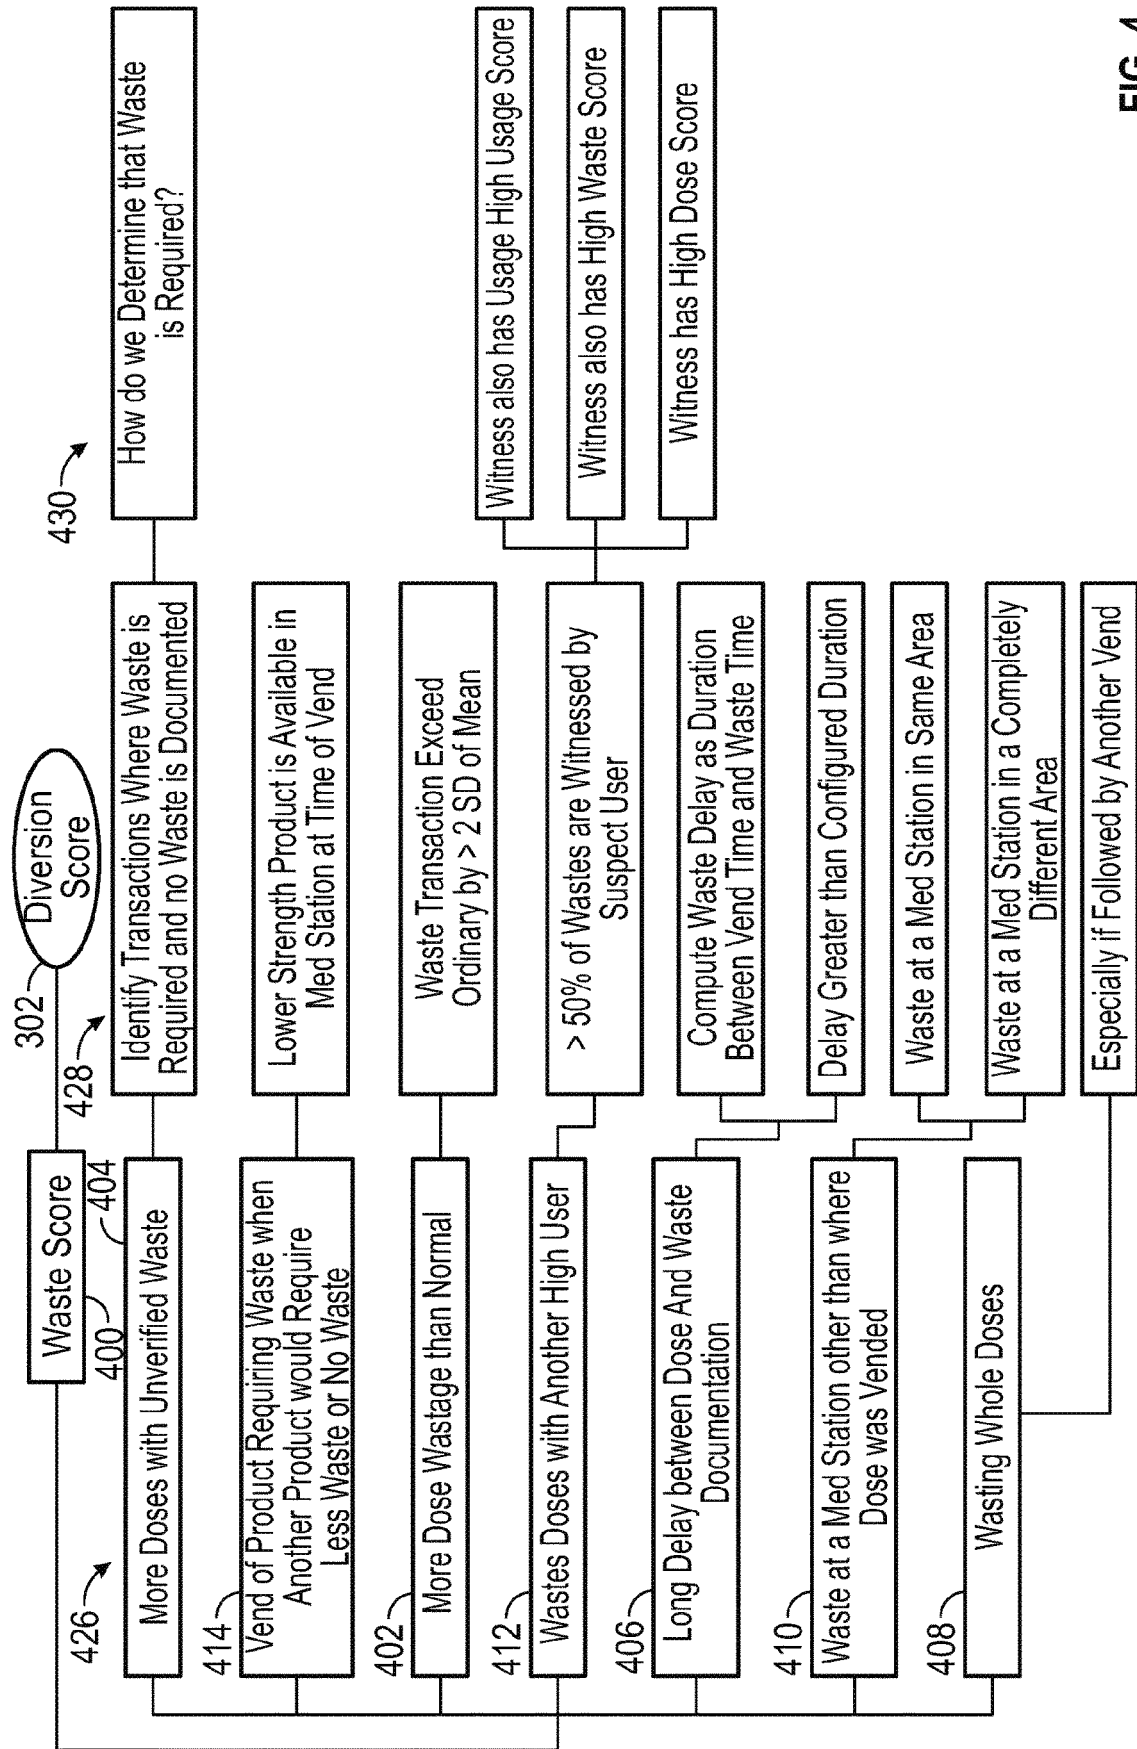 302
Diversion
Score
Waste Score
400
426
404
More Doses with Unverified Waste
428
Identify Transactions Where Waste is
Required and no Waste is Documented
430
How do we Determine that Waste
is Required?
414
Vend of Product Requiring Waste when
Another Product would Require
Less Waste or No Waste
Lower Strength Product is Available in
Med Station at Time of Vend
402
More Dose Wastage than Normal
Waste Transaction Exceed
Ordinary by > 2 SD of Mean
412
Wastes Doses with Another High User
> 50% of Wastes are Witnessed by
Suspect User
Witness also has Usage High Usage Score
Witness also has High Waste Score
Witness has High Dose Score
406
Long Delay between Dose And Waste
Documentation
Compute Waste Delay as Duration
Between Vend Time and Waste Time
Delay Greater than Configured Duration
410
Waste at a Med Station other than where
Dose was Vended
Waste at a Med Station in Same Area
Waste at a Med Station in a Completely
Different Area
408
Wasting Whole Doses
Especially if Followed by Another Vend
FIG. 4